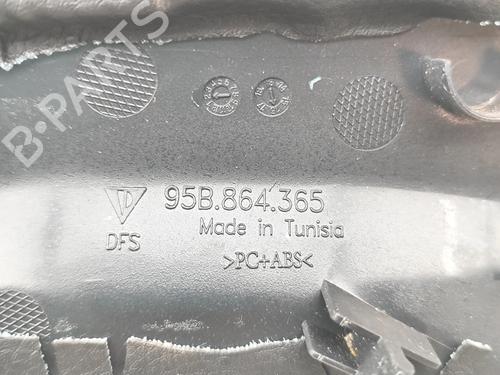 B-PARTS
95B.864.365
Made in Tunisia
DFS
>PC+ABS<